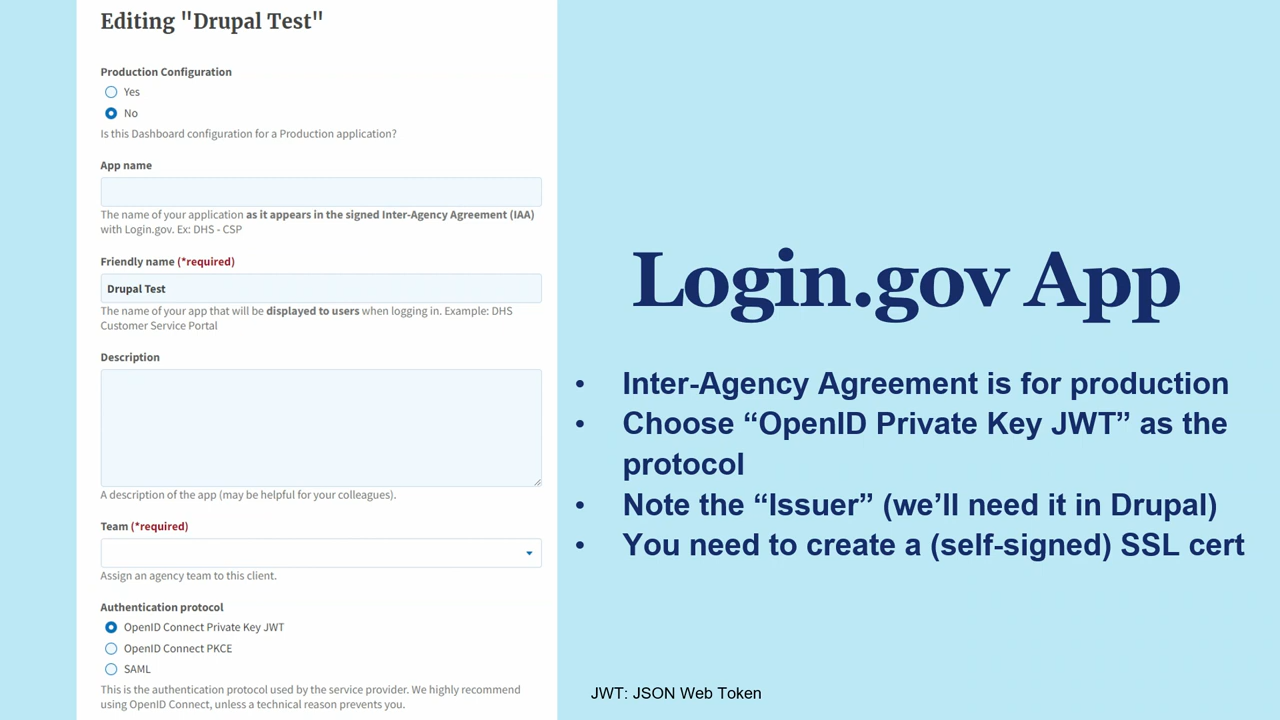 Editing "Drupal Test"
Production Configuration
Yes
No
Is this Dashboard configuration for a Production application?
App name
The name of your application as it appears in the signed Inter-Agency Agreement (IAA)
with Login.gov. Ex: DHS - CSP
Friendly name (*required)
Drupal Test
The name of your app that will be displayed to users when logging in. Example: DHS
Customer Service Portal
Description
A description of the app (may be helpful for your colleagues).
Team (*required)
Assign an agency team to this client.
Authentication protocol
OpenID Connect Private Key JWT
OpenID Connect PKCE
SAML
This is the authentication protocol used by the service provider. We highly recommend
using OpenID Connect, unless a technical reason prevents you.
Login.gov App
• Inter-Agency Agreement is for production
• Choose “OpenID Private Key JWT” as the
protocol
• Note the “Issuer” (we’ll need it in Drupal)
• You need to create a (self-signed) SSL cert
JWT: JSON Web Token